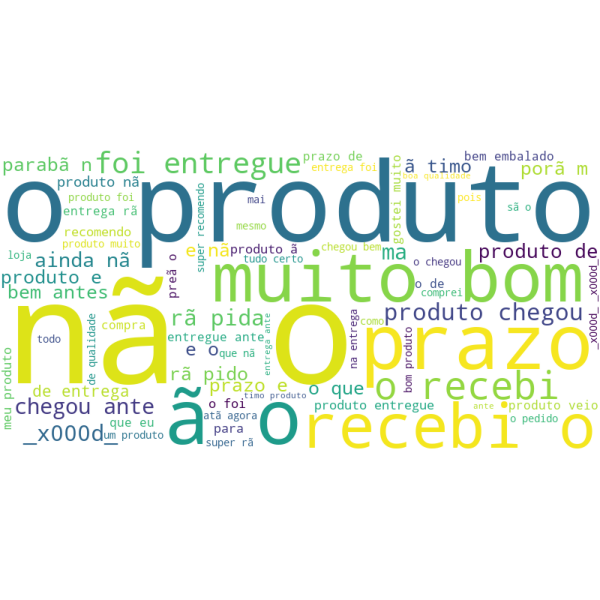 parabã n
foi entregue
prazo de
entrega foi
gostei muito
boa qualidade
ã timo
bem embalado
porã m
produto nã
produto foi
entrega rã
super recomendo
mai
mesmo
pois
sã o
o produto
recomendo
produto muito
loja
ainda nã
e nã
produto ã
tudo certo
chegou bem
ma
o chegou
produto de
_x000d_
produto e
bem antes
preã o
muito bom
o de
comprei
nã o
rã pida
produto chegou
_x000d_
todo
de qualidade
compra
entregue ante
e o
que nã
entrega ante
na entrega
como
prazo
bom produto
rã pido
meu produto
de entrega
prazo e
o que
o recebi
chegou ante
que eu
ã o
o foi
timo produto
atã agora
produto entregue
ante
produto veio
_x000d_
um produto
para
super rã
recebi o
o pedido